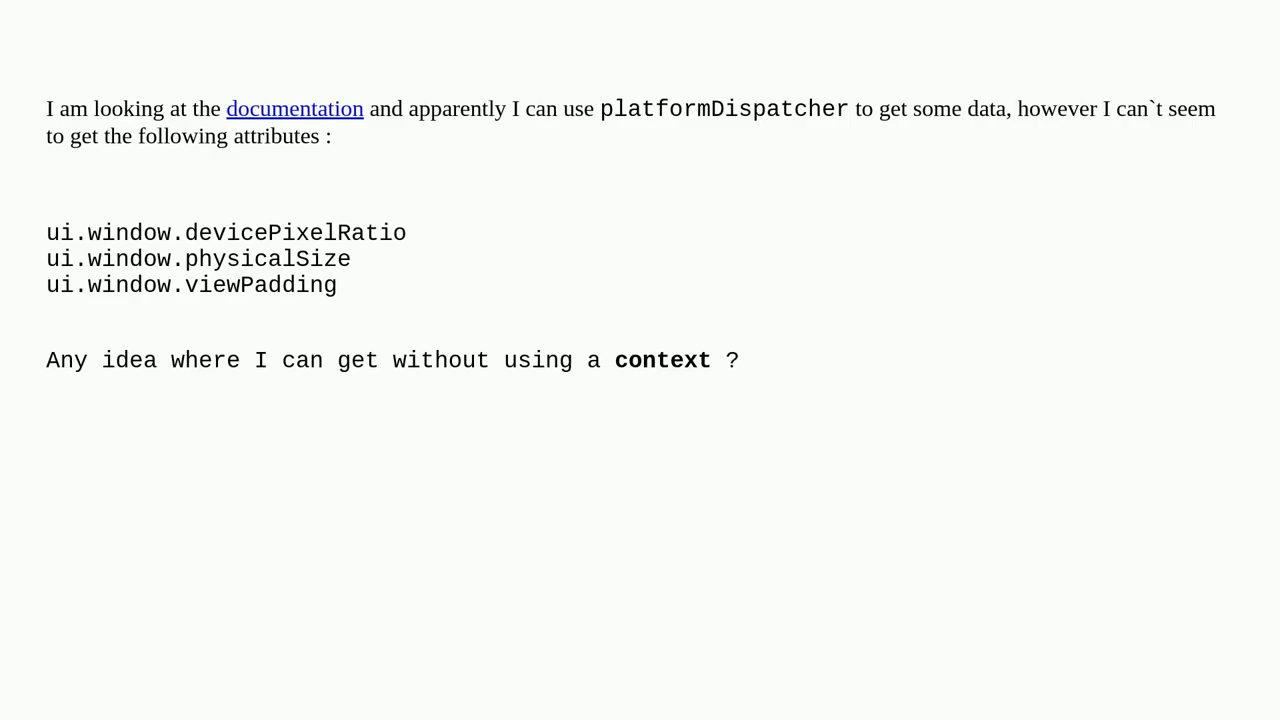 I am looking at the documentation and apparently I can use platformDispatcher to get some data, however I can`t seem
to get the following attributes :
ui.window.devicePixelRatio
ui.window.physicalSize
ui.window.viewPadding
Any idea where I can get without using a context ?